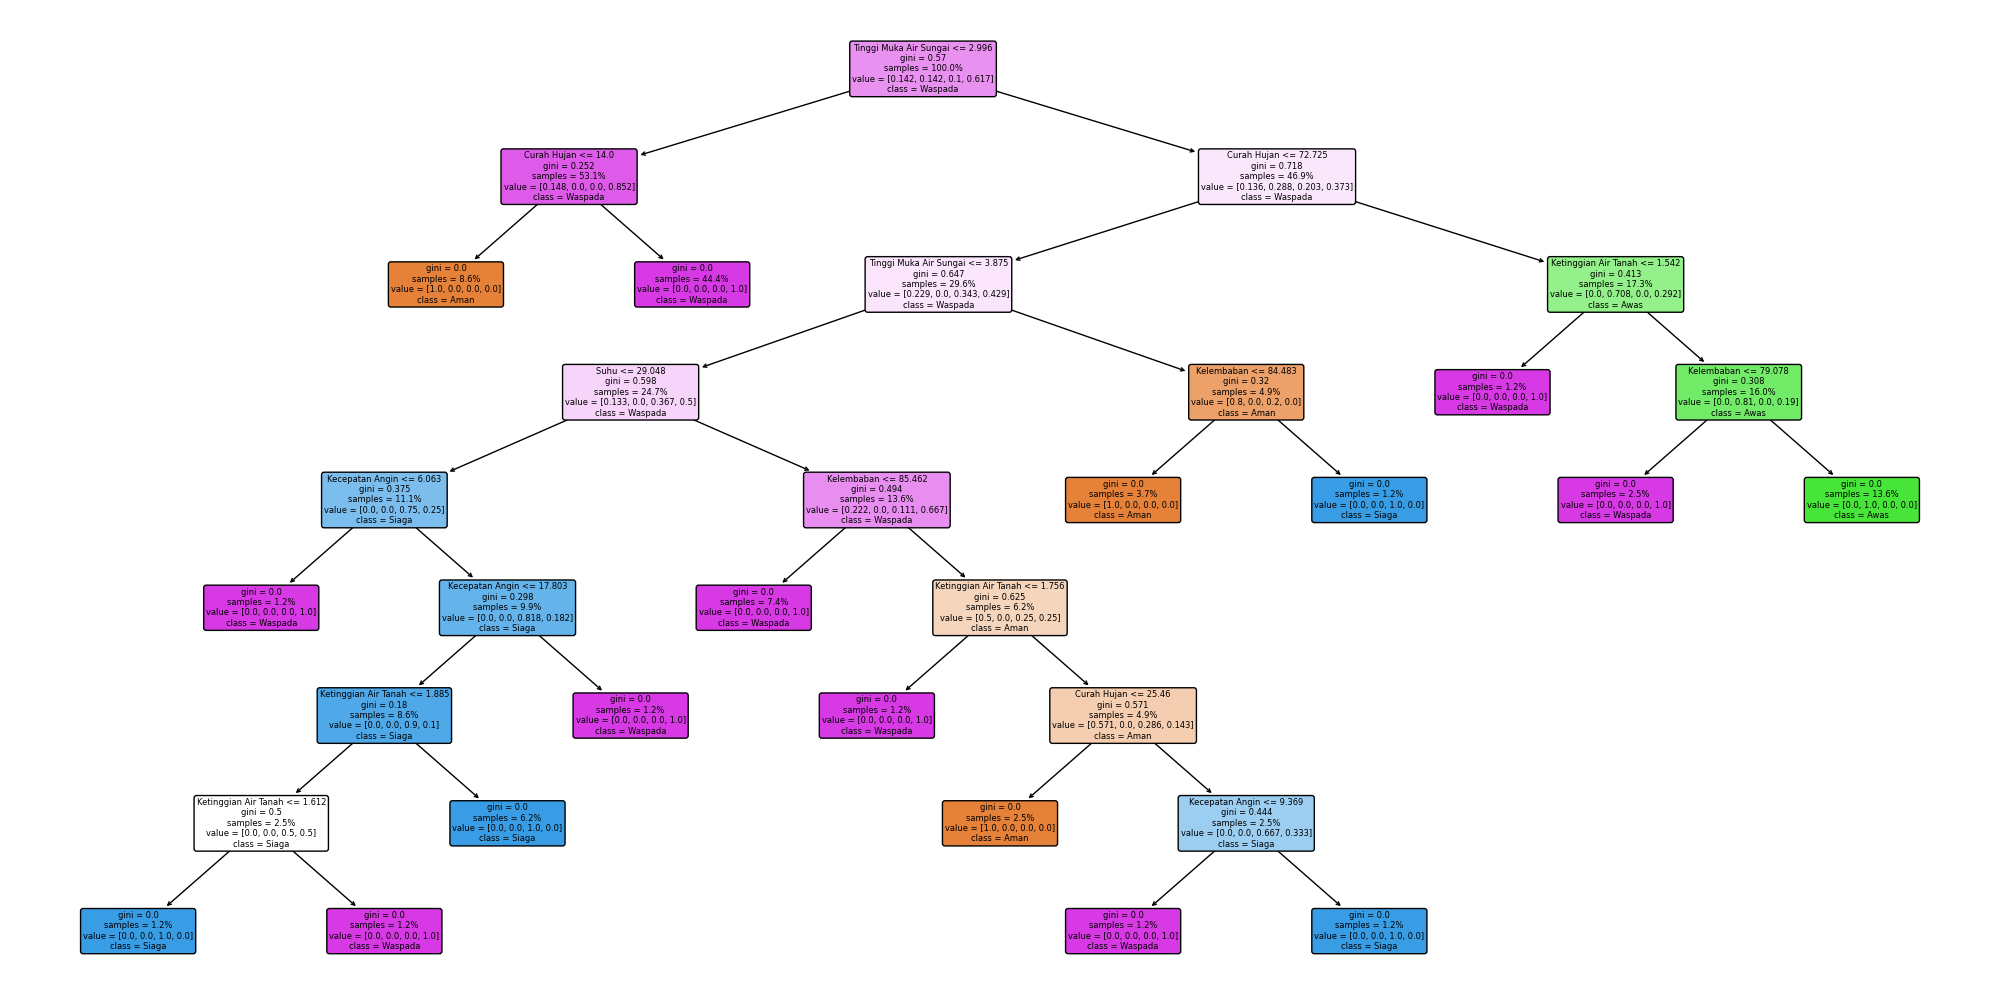 Tinggi Muka Air Sungai <= 2.996
gini = 0.57
samples = 100.0%
value = [0.142, 0.142, 0.1, 0.617]
class = Waspada
Curah Hujan <= 14.0
gini = 0.252
samples = 53.1%
value = [0.148, 0.0, 0.0, 0.852]
class = Waspada
Curah Hujan <= 72.725
gini = 0.718
samples = 46.9%
value = [0.136, 0.288, 0.203, 0.373]
class = Waspada
gini = 0.0
samples = 8.6%
value = [1.0, 0.0, 0.0, 0.0]
class = Aman
gini = 0.0
samples = 44.4%
value = [0.0, 0.0, 0.0, 1.0]
class = Waspada
Tinggi Muka Air Sungai <= 3.875
gini = 0.647
samples = 29.6%
value = [0.229, 0.0, 0.343, 0.429]
class = Waspada
Ketinggian Air Tanah <= 1.542
gini = 0.413
samples = 17.3%
value = [0.0, 0.708, 0.0, 0.292]
class = Awas
Suhu <= 29.048
gini = 0.598
samples = 24.7%
value = [0.133, 0.0, 0.367, 0.5]
class = Waspada
Kelembaban <= 84.483
gini = 0.32
samples = 4.9%
value = [0.8, 0.0, 0.2, 0.0]
class = Aman
gini = 0.0
samples = 1.2%
value = [0.0, 0.0, 0.0, 1.0]
class = Waspada
Kelembaban <= 79.078
gini = 0.308
samples = 16.0%
value = [0.0, 0.81, 0.0, 0.19]
class = Awas
Kecepatan Angin <= 6.063
gini = 0.375
samples = 11.1%
value = [0.0, 0.0, 0.75, 0.25]
class = Siaga
Kelembaban <= 85.462
gini = 0.494
samples = 13.6%
value = [0.222, 0.0, 0.111, 0.667]
class = Waspada
gini = 0.0
samples = 3.7%
value = [1.0, 0.0, 0.0, 0.0]
class = Aman
gini = 0.0
samples = 1.2%
value = [0.0, 0.0, 1.0, 0.0]
class = Siaga
gini = 0.0
samples = 2.5%
value = [0.0, 0.0, 0.0, 1.0]
class = Waspada
gini = 0.0
samples = 13.6%
value = [0.0, 1.0, 0.0, 0.0]
class = Awas
gini = 0.0
samples = 1.2%
value = [0.0, 0.0, 0.0, 1.0]
class = Waspada
Kecepatan Angin <= 17.803
gini = 0.298
samples = 9.9%
value = [0.0, 0.0, 0.818, 0.182]
class = Siaga
gini = 0.0
samples = 7.4%
value = [0.0, 0.0, 0.0, 1.0]
class = Waspada
Ketinggian Air Tanah <= 1.756
gini = 0.625
samples = 6.2%
value = [0.5, 0.0, 0.25, 0.25]
class = Aman
Ketinggian Air Tanah <= 1.885
gini = 0.18
samples = 8.6%
value = [0.0, 0.0, 0.9, 0.1]
class = Siaga
gini = 0.0
samples = 1.2%
value = [0.0, 0.0, 0.0, 1.0]
class = Waspada
gini = 0.0
samples = 1.2%
value = [0.0, 0.0, 0.0, 1.0]
class = Waspada
Curah Hujan <= 25.46
gini = 0.571
samples = 4.9%
value = [0.571, 0.0, 0.286, 0.143]
class = Aman
Ketinggian Air Tanah <= 1.612
gini = 0.5
samples = 2.5%
value = [0.0, 0.0, 0.5, 0.5]
class = Siaga
gini = 0.0
samples = 6.2%
value = [0.0, 0.0, 1.0, 0.0]
class = Siaga
gini = 0.0
samples = 2.5%
value = [1.0, 0.0, 0.0, 0.0]
class = Aman
Kecepatan Angin <= 9.369
gini = 0.444
samples = 2.5%
value = [0.0, 0.0, 0.667, 0.333]
class = Siaga
gini = 0.0
samples = 1.2%
value = [0.0, 0.0, 1.0, 0.0]
class = Siaga
gini = 0.0
samples = 1.2%
value = [0.0, 0.0, 0.0, 1.0]
class = Waspada
gini = 0.0
samples = 1.2%
value = [0.0, 0.0, 0.0, 1.0]
class = Waspada
gini = 0.0
samples = 1.2%
value = [0.0, 0.0, 1.0, 0.0]
class = Siaga